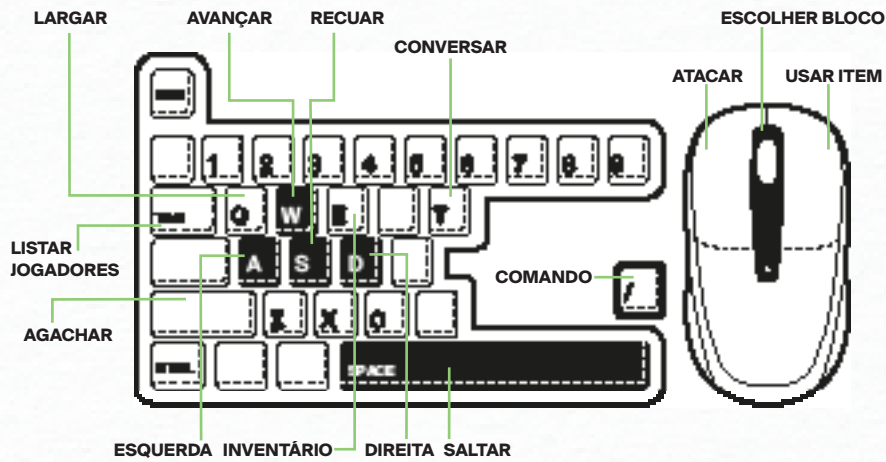 LARGAR AVANÇAR RECUAR ESCOLHER BLOCO
CONVERSAR
ATACAR USAR ITEM
1 2 3 4 5 6 7 8 9
Q W E T
LISTAR
JOGADORES
A S D
COMANDO /
AGACHAR
Z X C
SPACE
ESQUERDA INVENTÁRIO DIREITA SALTAR